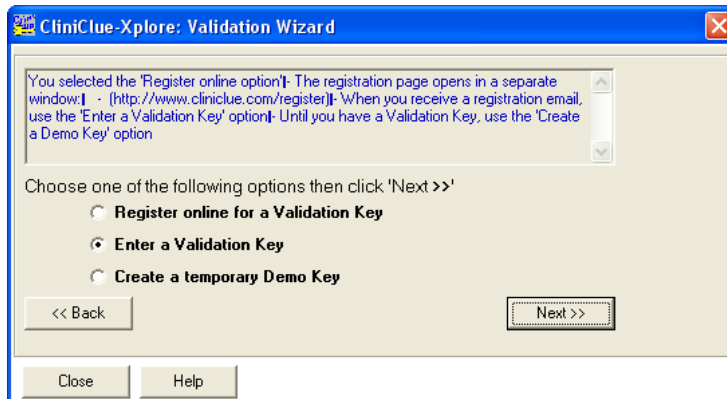 CliniClue-Xplore: Validation Wizard
You selected the 'Register online option'|- The registration page opens in a separate
window:| - (http://www.cliniclue.com/register)|- When you receive a registration email,
use the 'Enter a Validation Key' option|- Until you have a Validation Key, use the 'Create
a Demo Key' option
Choose one of the following options then click 'Next >>'
Register online for a Validation Key
Enter a Validation Key
Create a temporary Demo Key
<< Back
Next >>
Close
Help